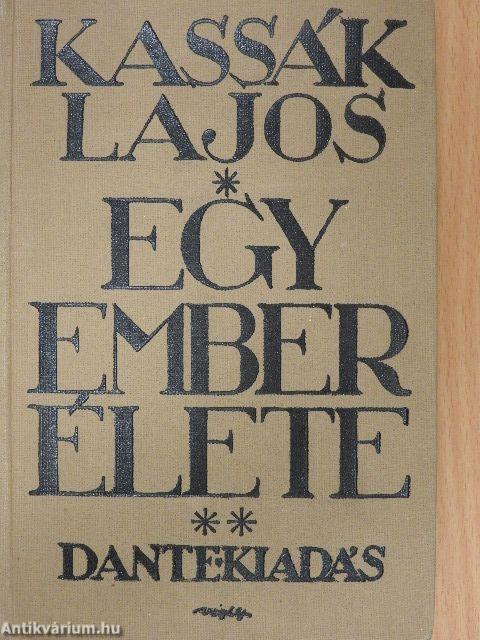 KASSÁK
LAJOS
*
EGY
EMBER
ÉLETE
**
DANTE•KIADÁS
Antikvárium.hu